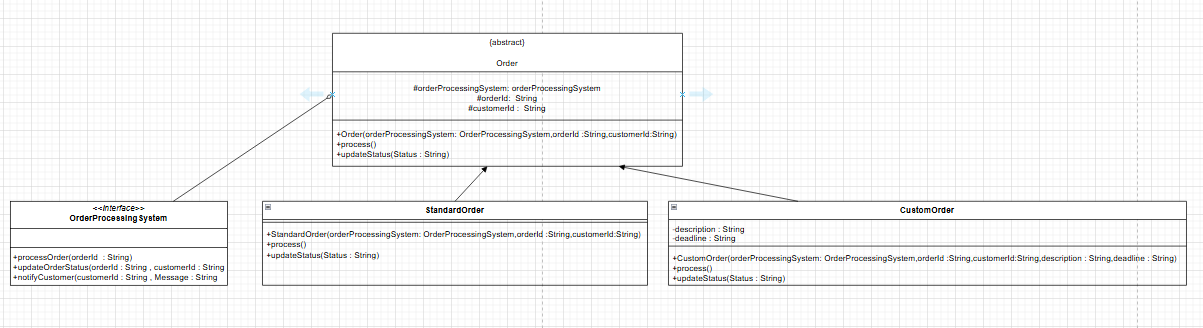 {abstract}
Order
#orderProcessingSystem: orderProcessingSystem
#orderId: String
#customerId : String
+Order(orderProcessingSystem: OrderProcessingSystem,orderId :String,customerId:String)
+process()
+updateStatus(Status : String)
<<Interface>>
OrderProcessingSystem
+processOrder(orderId : String)
+updateOrderStatus(orderId : String , customerId : String
+notifyCustomer(customerId : String , Message : String
StandardOrder
+StandardOrder(orderProcessingSystem: OrderProcessingSystem,orderId :String,customerId:String)
+process()
+updateStatus(Status : String)
CustomOrder
-description : String
-deadline : String
+CustomOrder(orderProcessingSystem: OrderProcessingSystem,orderId :String,customerId:String,description : String,deadline : String)
+process()
+updateStatus(Status : String)